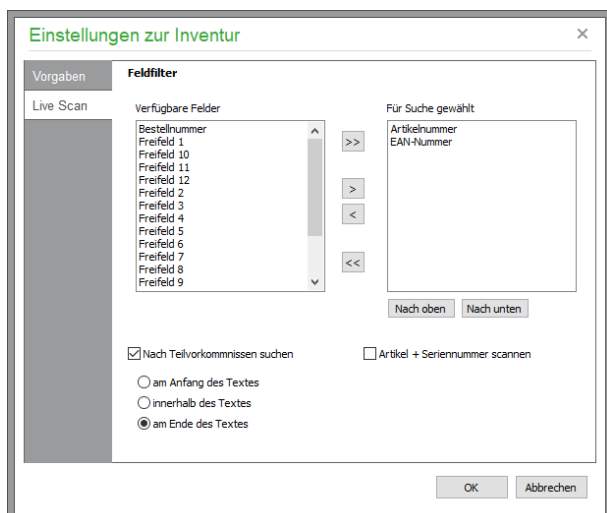 Einstellungen zur Inventur
Vorgaben
Live Scan
Feldfilter
Verfügbare Felder
Bestellnummer
Freifeld 1
Freifeld 10
Freifeld 11
Freifeld 12
Freifeld 2
Freifeld 3
Freifeld 4
Freifeld 5
Freifeld 6
Freifeld 7
Freifeld 8
Freifeld 9
>>
>
<
<<
Für Suche gewählt
Artikelnummer
EAN-Nummer
Nach oben Nach unten
Nach Teilvorkommnissen suchen
Artikel + Seriennummer scannen
am Anfang des Textes
innerhalb des Textes
am Ende des Textes
OK Abbrechen